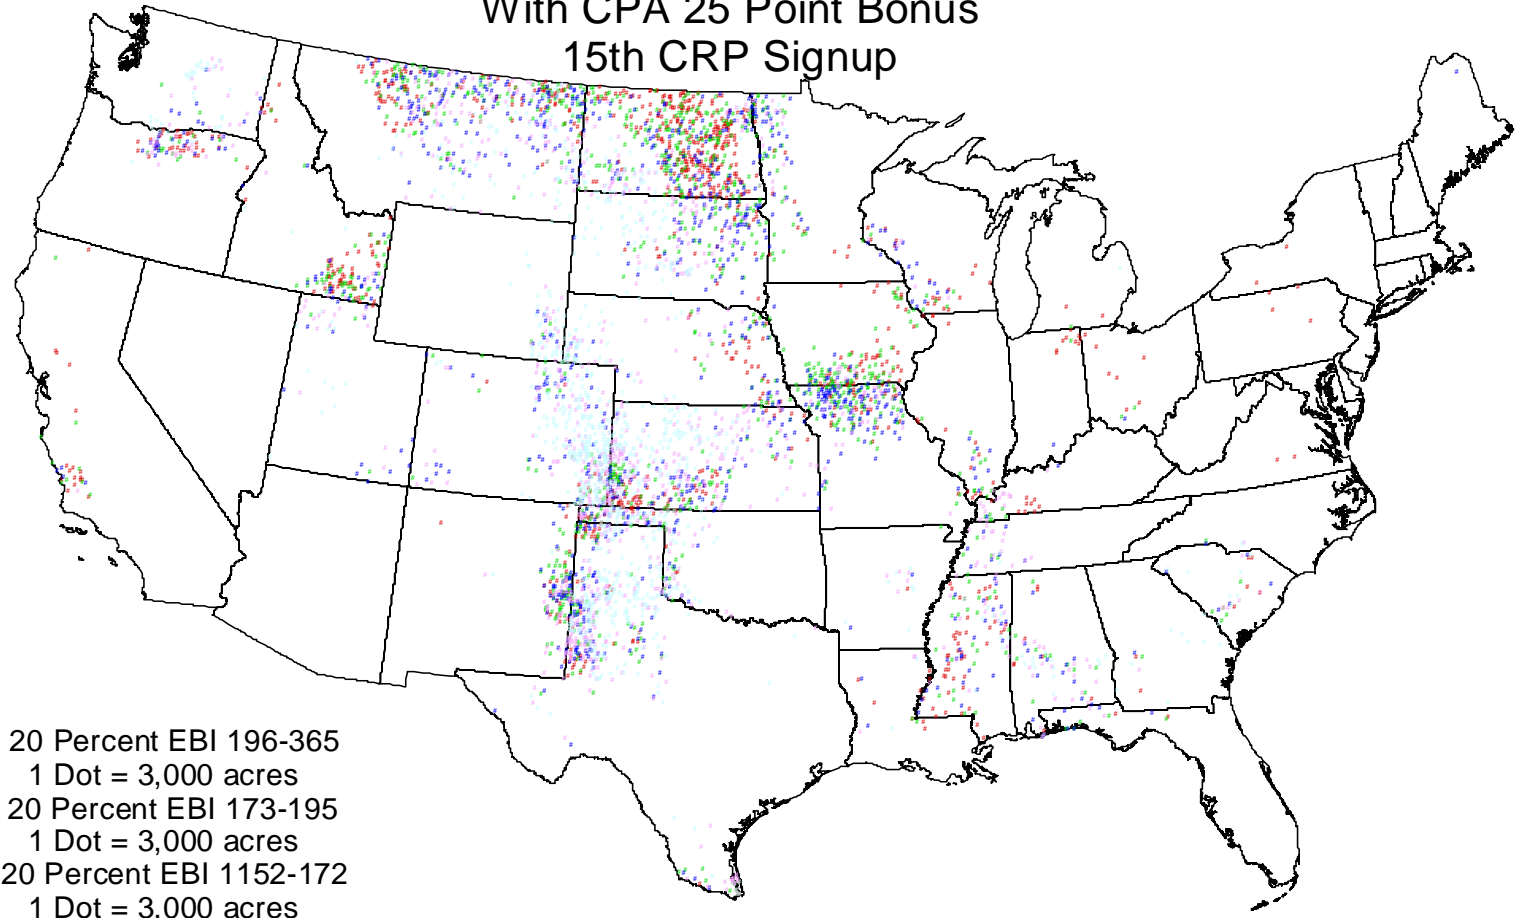 With CPA 25 Point Bonus
15th CRP Signup
20 Percent EBI 196-365
1 Dot = 3,000 acres
20 Percent EBI 173-195
1 Dot = 3,000 acres
20 Percent EBI 1152-172
1 Dot = 3,000 acres